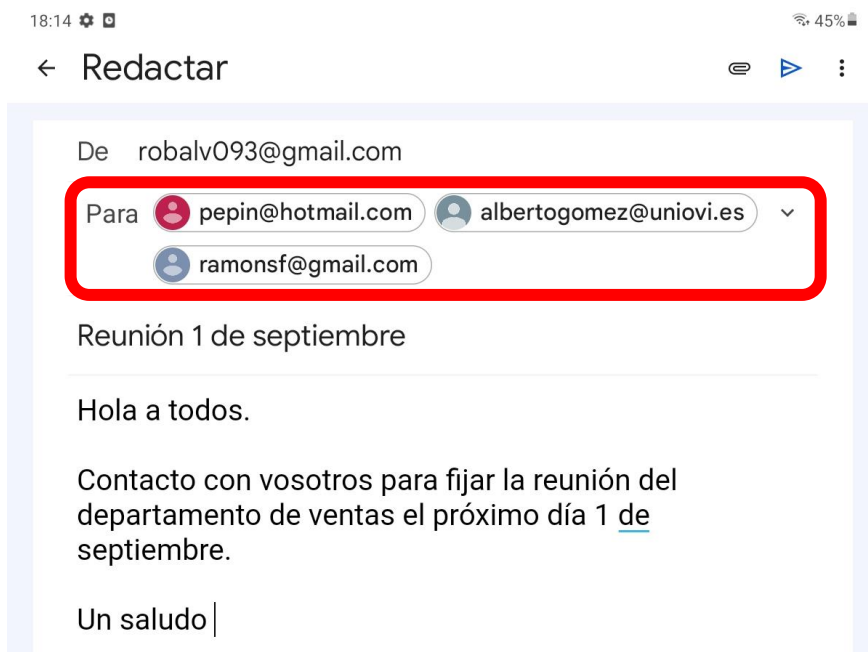 18:14 45%
Redactar
De robalv093@gmail.com
Para pepin@hotmail.com albertogomez@uniovi.es
ramonsf@gmail.com
Reunión 1 de septiembre
Hola a todos.
Contacto con vosotros para fijar la reunión del
departamento de ventas el próximo día 1 de
septiembre.
Un saludo